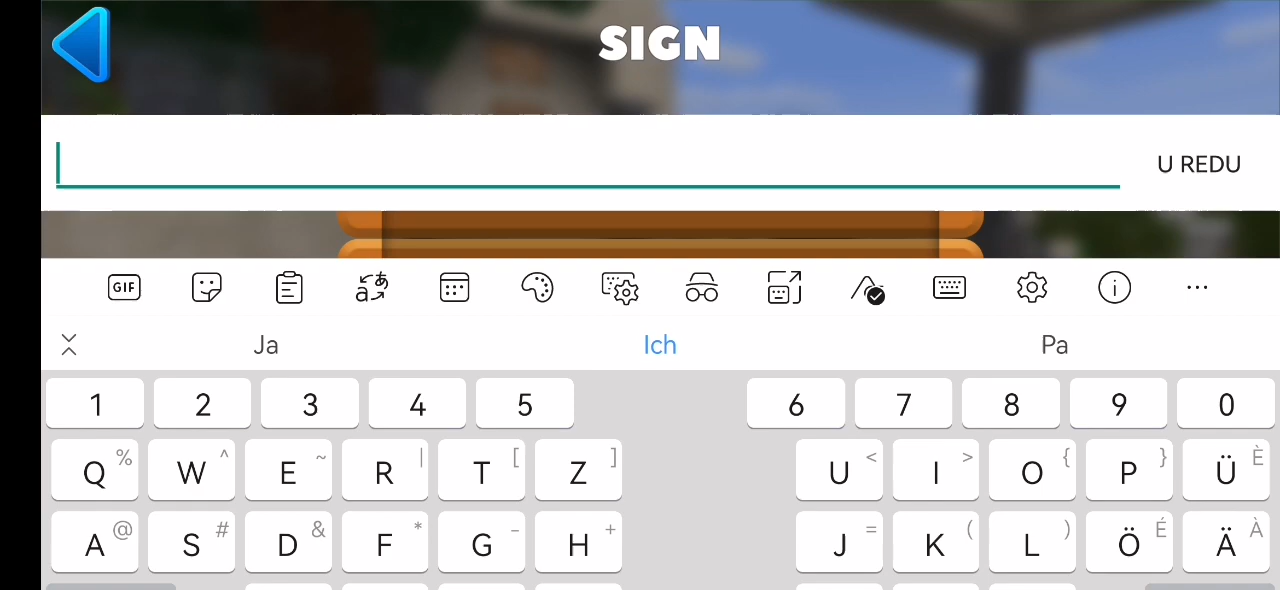 SIGN
U REDU
GIF
Ja Ich Pa
1 2 3 4 5 6 7 8 9 0
Q % W ^ E ~ R | T [ Z ] U < I > O { P } Ü È
A @ S # D & F * G - H + J = K ( L ) Ö É Ä À